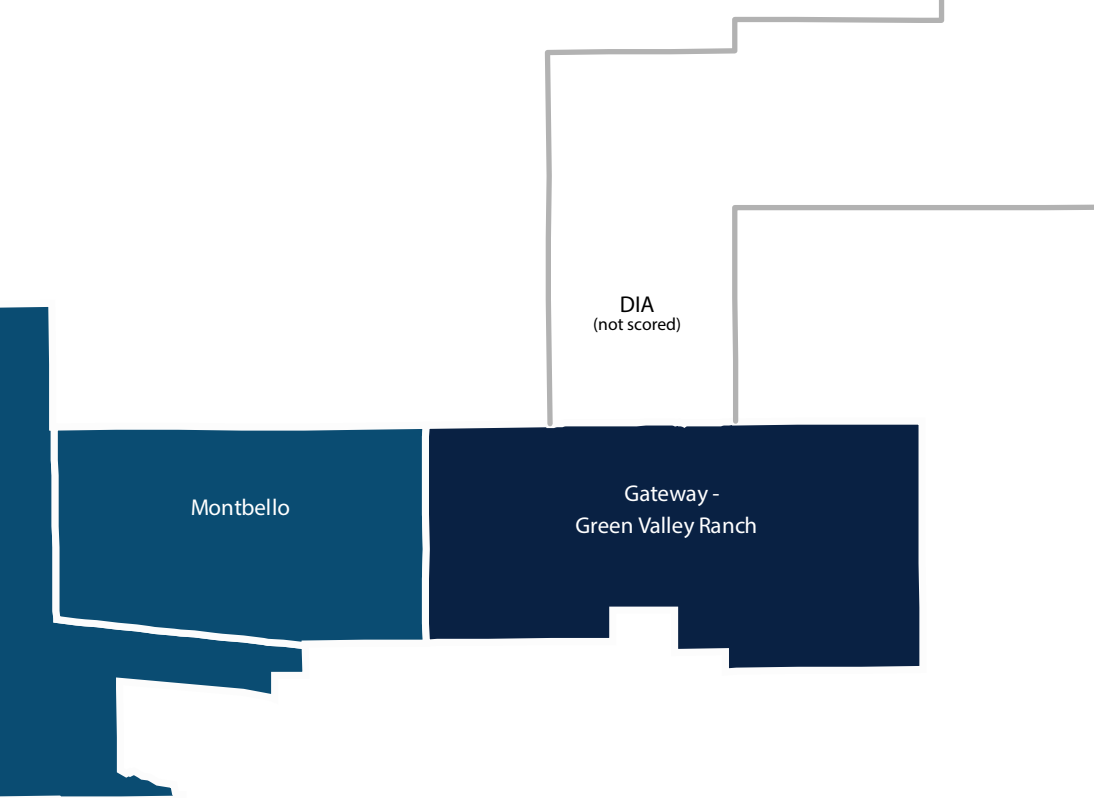 DIA
(not scored)
Montbello
Gateway -
Green Valley Ranch